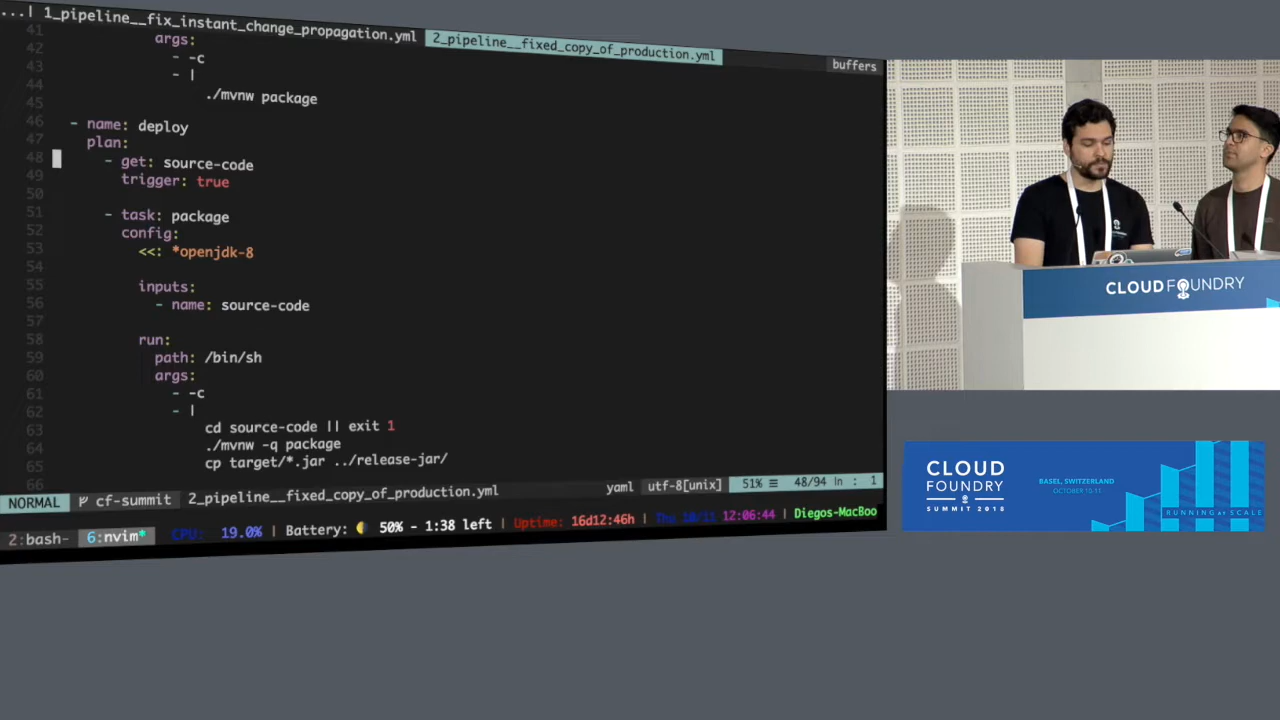 ...| 1_pipeline__fix_instant_change_propagation.yml 2_pipeline__fixed_copy_of_production.yml buffers
41 args:
42 - -c
43 - |
44 ./mvnw package
45
46 - name: deploy
47 plan:
48 - get: source-code
49 trigger: true
50
51 - task: package
52 config:
53 <<: *openjdk-8
54
55 inputs:
56 - name: source-code
57
58 run:
59 path: /bin/sh
60 args:
61 - -c
62 - |
63 cd source-code || exit 1
64 ./mvnw -q package
65 cp target/*.jar ../release-jar/
66
NORMAL cf-summit 2_pipeline__fixed_copy_of_production.yml yaml utf-8[unix] 51% ☰ 48/94 ln : 1
2:bash- 6:nvim* CPU: 19.0% | Battery: 50% - 1:38 left | Uptime: 16d12:46h | Thu 10/11 12:06:44 | Diegos-MacBoo
CLOUD FOUNDRY
CLOUD
FOUNDRY
SUMMIT 2018
BASEL, SWITZERLAND
OCTOBER 10-11
RUNNING AT SCALE